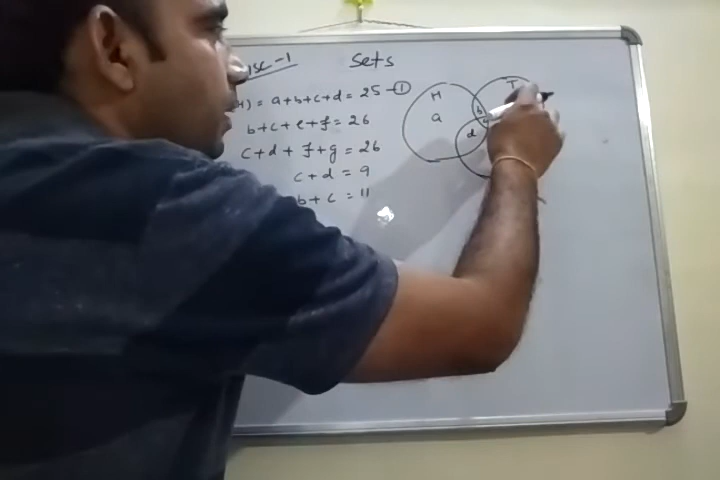 Sets
= a+b+c+d = 25 -①
b+c+e+f = 26
c+d+f+g = 26
c+d = 9
b+c = 11
H
T
a
b
d